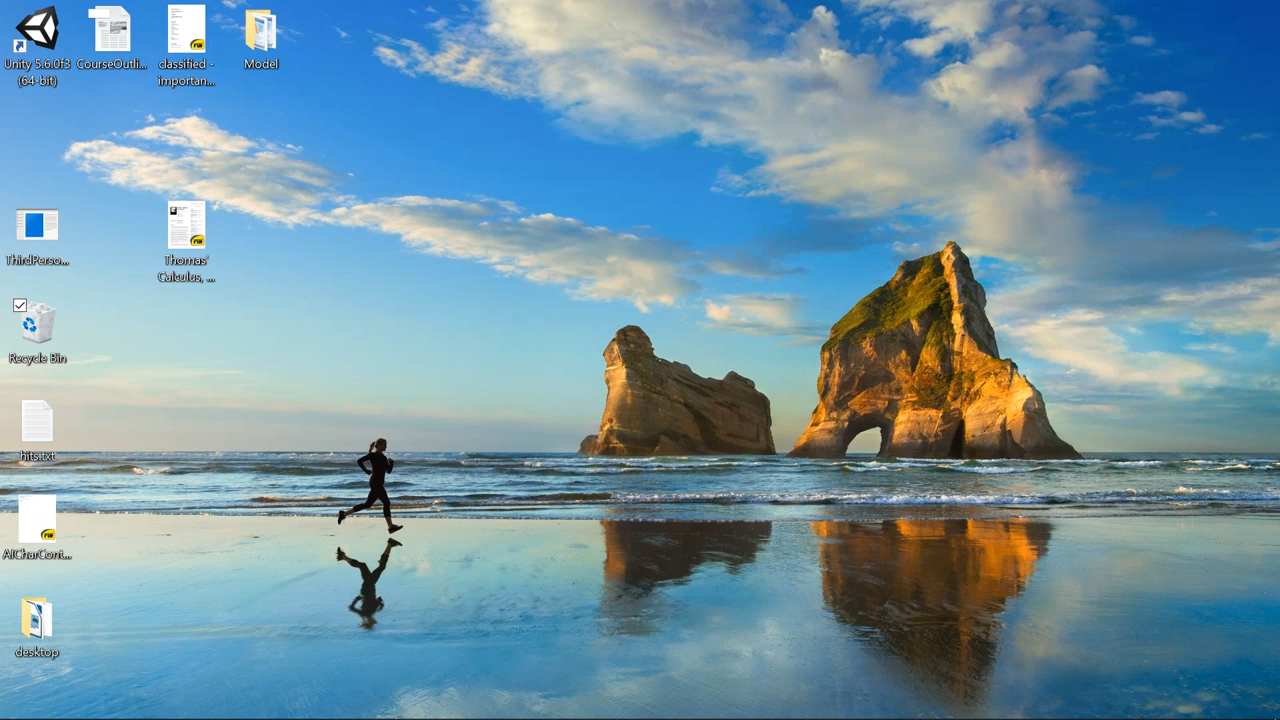 Unity 5.6.0f3
(64-bit)
CourseOutli...
classified -
importan...
Model
ThirdPerso...
Thomas'
Calculus, ...
Recycle Bin
hits.txt
AICharCont...
desktop